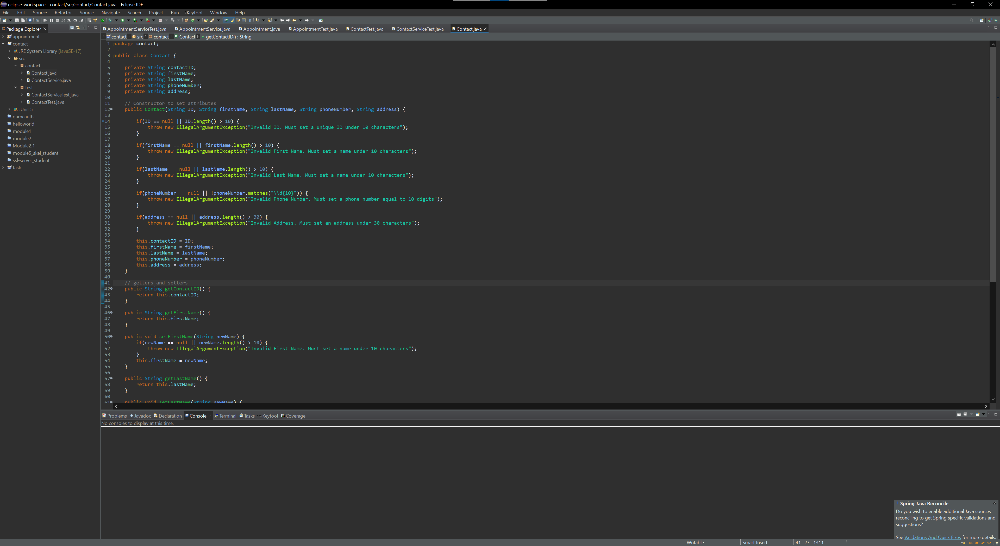 eclipse-workspace - contact/src/contact/Contact.java - Eclipse IDE
File Edit Source Refactor Source Navigate Search Project Run Keytool Window Help
Package Explorer
appointment
contact
JRE System Library [JavaSE-17]
src
contact
Contact.java
ContactService.java
test
ContactServiceTest.java
ContactTest.java
JUnit 5
gameauth
helloworld
module1
module2
Module2.1
module5_skel_student
ssl-server_student
task
AppointmentServiceTest.java AppointmentService.java Appointment.java AppointmentTest.java ContactTest.java ContactServiceTest.java Contact.java
contact src contact Contact getContactID() : String
1 package contact;
2
3 public class Contact {
4
5 private String contactID;
6 private String firstName;
7 private String lastName;
8 private String phoneNumber;
9 private String address;
10
11 // Constructor to set attributes
12 public Contact(String ID, String firstName, String lastName, String phoneNumber, String address) {
13
14 if(ID == null || ID.length() > 10) {
15 throw new IllegalArgumentException("Invalid ID. Must set a unique ID under 10 characters");
16 }
17
18 if(firstName == null || firstName.length() > 10) {
19 throw new IllegalArgumentException("Invalid First Name. Must set a name under 10 characters");
20 }
21
22 if(lastName == null || lastName.length() > 10) {
23 throw new IllegalArgumentException("Invalid Last Name. Must set a name under 10 characters");
24 }
25
26 if(phoneNumber == null || !phoneNumber.matches("\\d{10}")) {
27 throw new IllegalArgumentException("Invalid Phone Number. Must set a phone number equal to 10 digits");
28 }
29
30 if(address == null || address.length() > 30) {
31 throw new IllegalArgumentException("Invalid Address. Must set an address under 30 characters");
32 }
33
34 this.contactID = ID;
35 this.firstName = firstName;
36 this.lastName = lastName;
37 this.phoneNumber = phoneNumber;
38 this.address = address;
39 }
40
41 // getters and setters
42 public String getContactID() {
43 return this.contactID;
44 }
45
46 public String getFirstName() {
47 return this.firstName;
48 }
49
50 public void setFirstName(String newName) {
51 if(newName == null || newName.length() > 10) {
52 throw new IllegalArgumentException("Invalid First Name. Must set a name under 10 characters");
53 }
54 this.firstName = newName;
55 }
56
57 public String getLastName() {
58 return this.lastName;
59 }
60
61 public void setLastName(String newName) {
Problems Javadoc Declaration Console Terminal Tasks Keytool Coverage
No consoles to display at this time.
Spring Java Reconcile
Do you wish to enable additional Java sources
reconciling to get Spring specific validations and
suggestions?
See Validations And Quick Fixes for more details.
Writable Smart Insert 41 : 27 : 1311